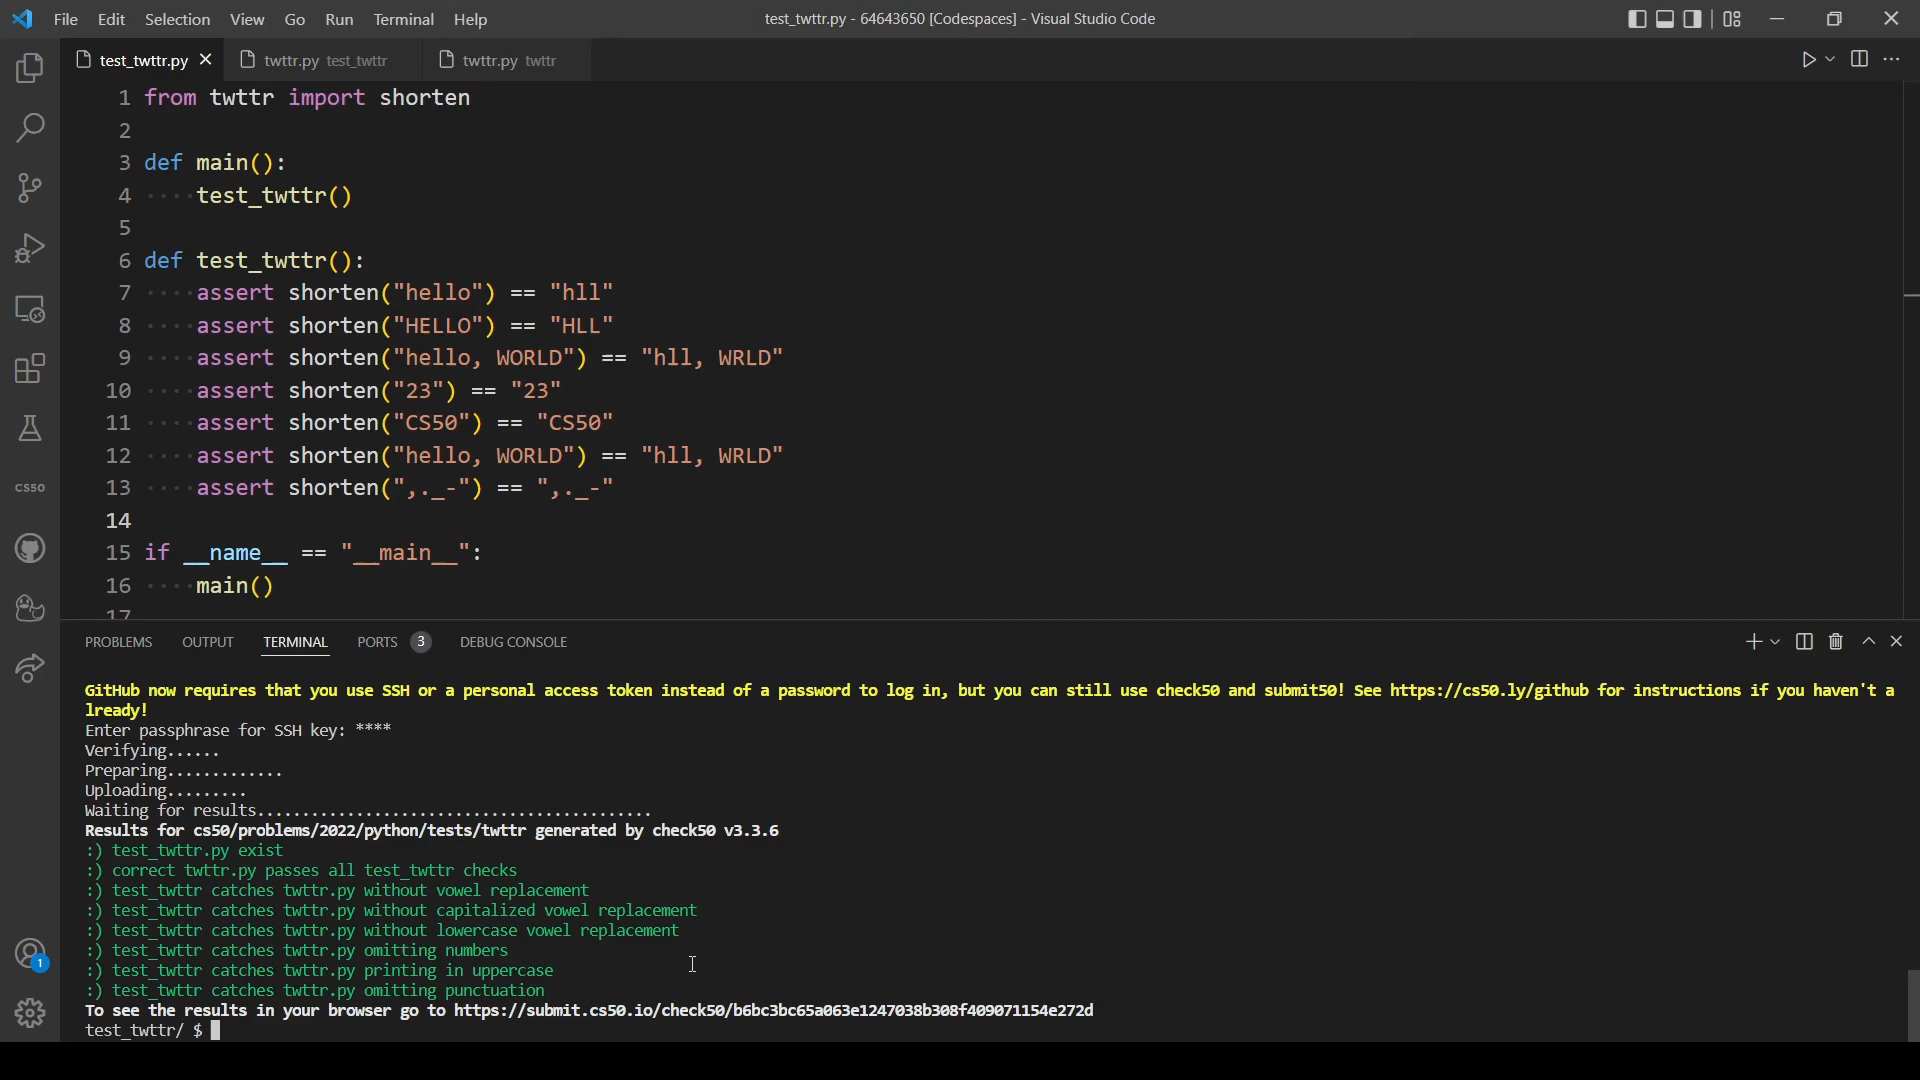 File Edit Selection View Go Run Terminal Help
test_twttr.py - 64643650 [Codespaces] - Visual Studio Code
test_twttr.py
twttr.py test_twttr
twttr.py twttr
1 from twttr import shorten
2
3 def main():
4 ····test_twttr()
5
6 def test_twttr():
7 ····assert shorten("hello") == "hll"
8 ····assert shorten("HELLO") == "HLL"
9 ····assert shorten("hello, WORLD") == "hll, WRLD"
10 ····assert shorten("23") == "23"
11 ····assert shorten("CS50") == "CS50"
12 ····assert shorten("hello, WORLD") == "hll, WRLD"
13 ····assert shorten(",._-") == ",._-"
14
15 if __name__ == "__main__":
16 ····main()
17
CS50
1
PROBLEMS OUTPUT TERMINAL PORTS 3 DEBUG CONSOLE
GitHub now requires that you use SSH or a personal access token instead of a password to log in, but you can still use check50 and submit50! See https://cs50.ly/github for instructions if you haven't a
lready!
Enter passphrase for SSH key: ****
Verifying......
Preparing.............
Uploading.........
Waiting for results............................................
Results for cs50/problems/2022/python/tests/twttr generated by check50 v3.3.6
:) test_twttr.py exist
:) correct twttr.py passes all test_twttr checks
:) test_twttr catches twttr.py without vowel replacement
:) test_twttr catches twttr.py without capitalized vowel replacement
:) test_twttr catches twttr.py without lowercase vowel replacement
:) test_twttr catches twttr.py omitting numbers
:) test_twttr catches twttr.py printing in uppercase
:) test_twttr catches twttr.py omitting punctuation
To see the results in your browser go to https://submit.cs50.io/check50/b6bc3bc65a063e1247038b308f409071154e272d
test_twttr/ $